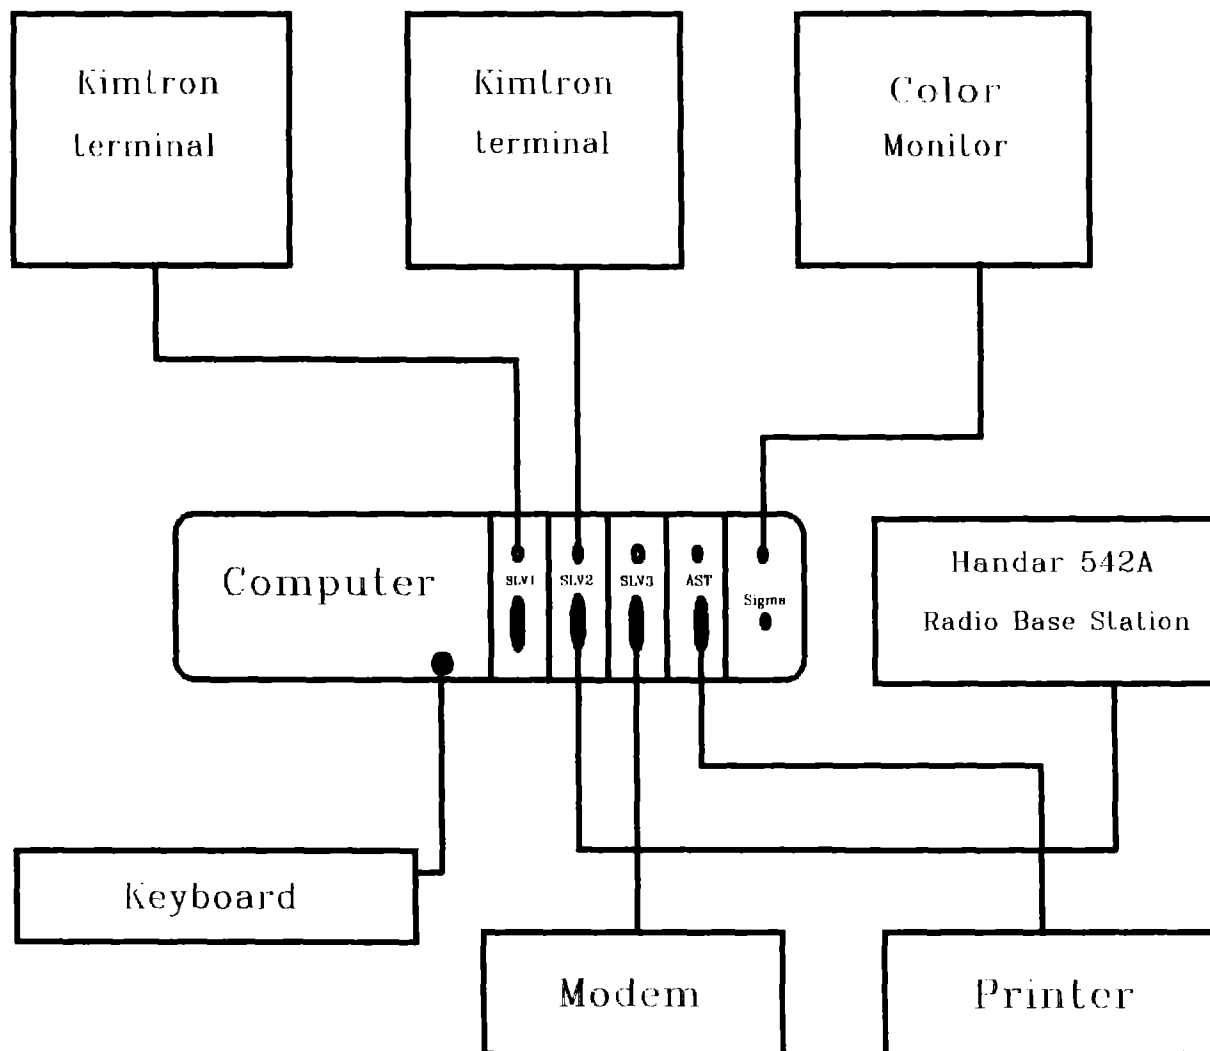 Kimtron
terminal
Kimtron
terminal
Color
Monitor
Computer
SLV1
SLV2
SLV3
AST
Sigma
Handar 542A
Radio Base Station
Keyboard
Modem
Printer